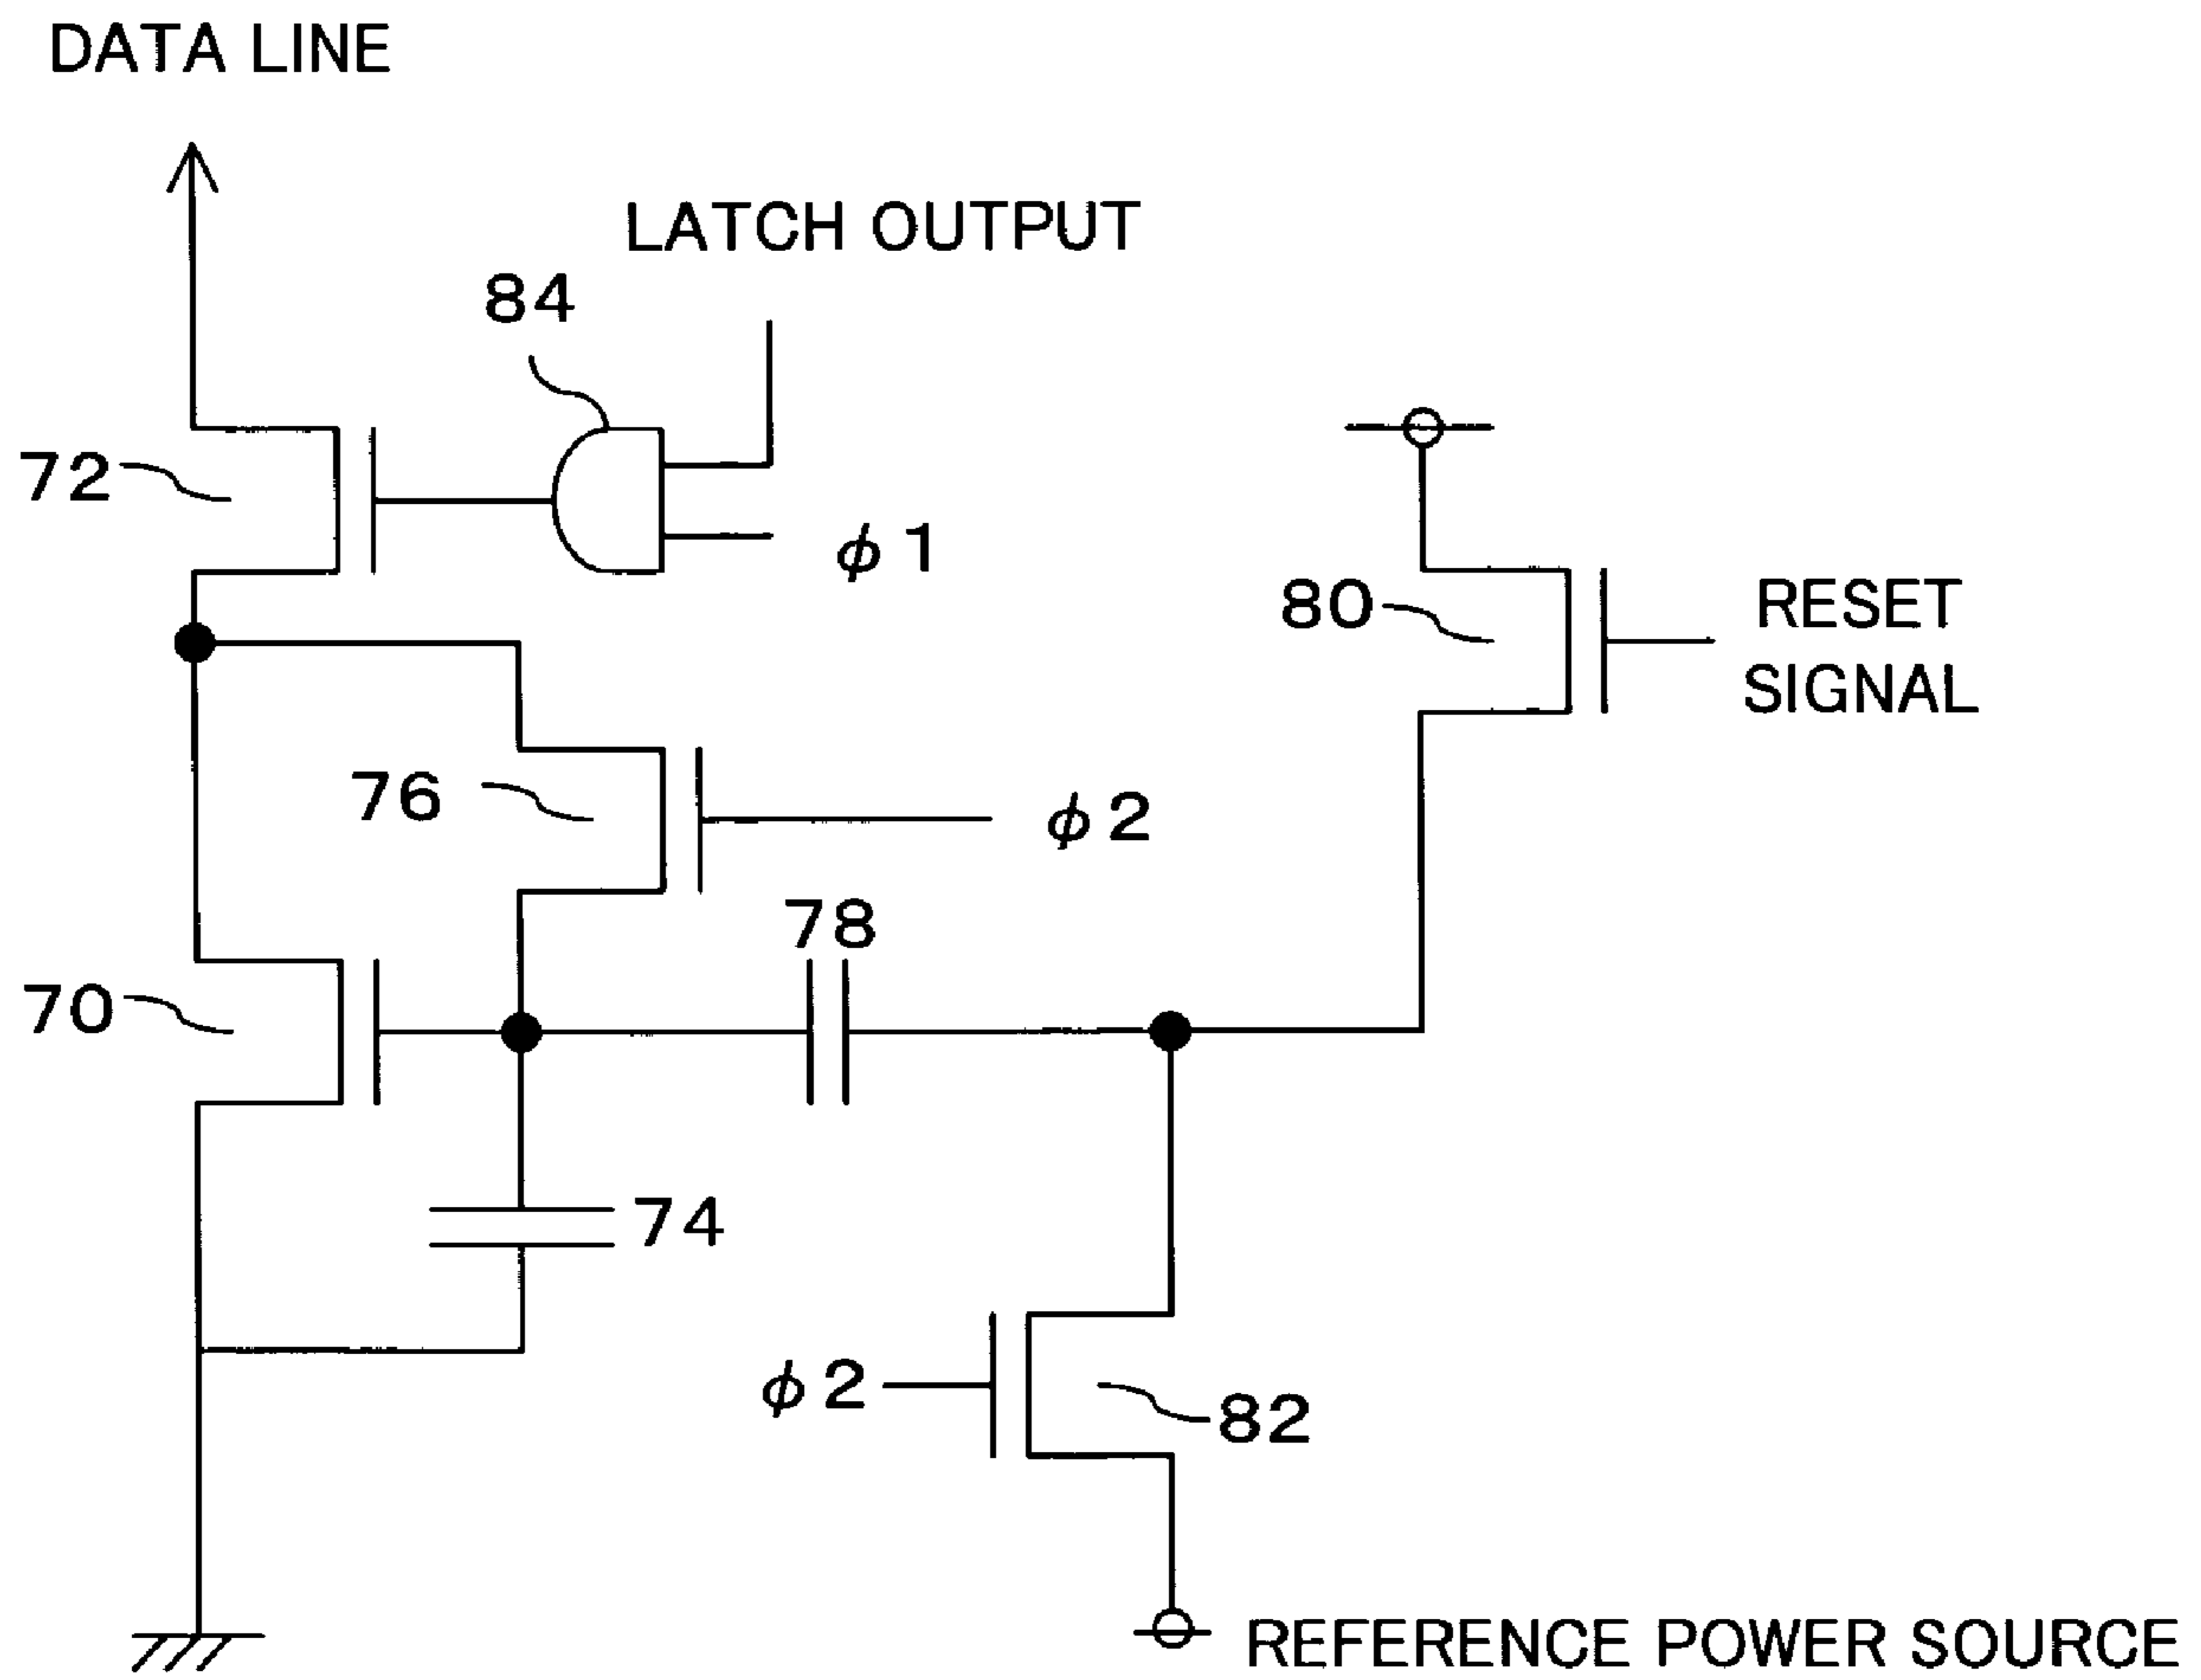 DATA LINE
LATCH OUTPUT
84
72
ϕ1
80
RESET
SIGNAL
76
ϕ2
78
70
74
ϕ2
82
REFERENCE POWER SOURCE